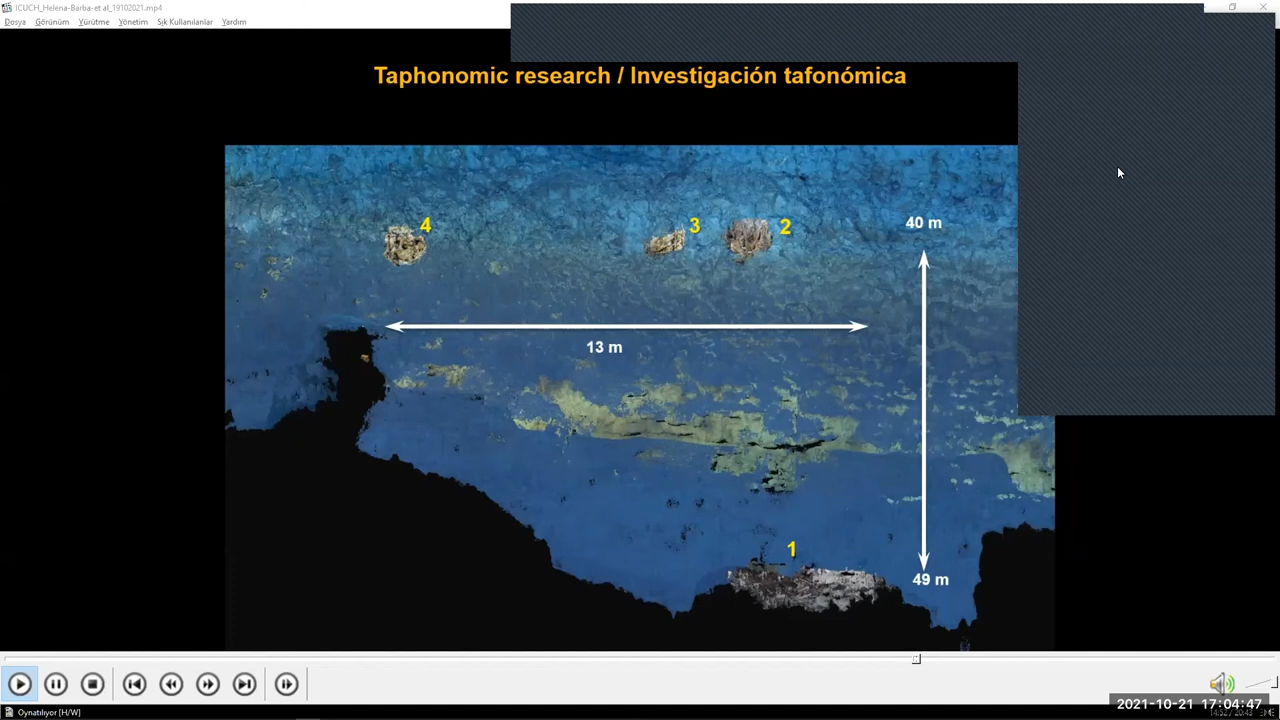 ICUCH_Helena-Barba-et al_19102021.mp4
Dosya Görünüm Yürütme Yönetim Sık Kullanılanlar Yardım
Taphonomic research / Investigación tafonómica
4
3
2
40 m
13 m
1
49 m
2021-10-21 17:04:47
Oynatılıyor [H/W]